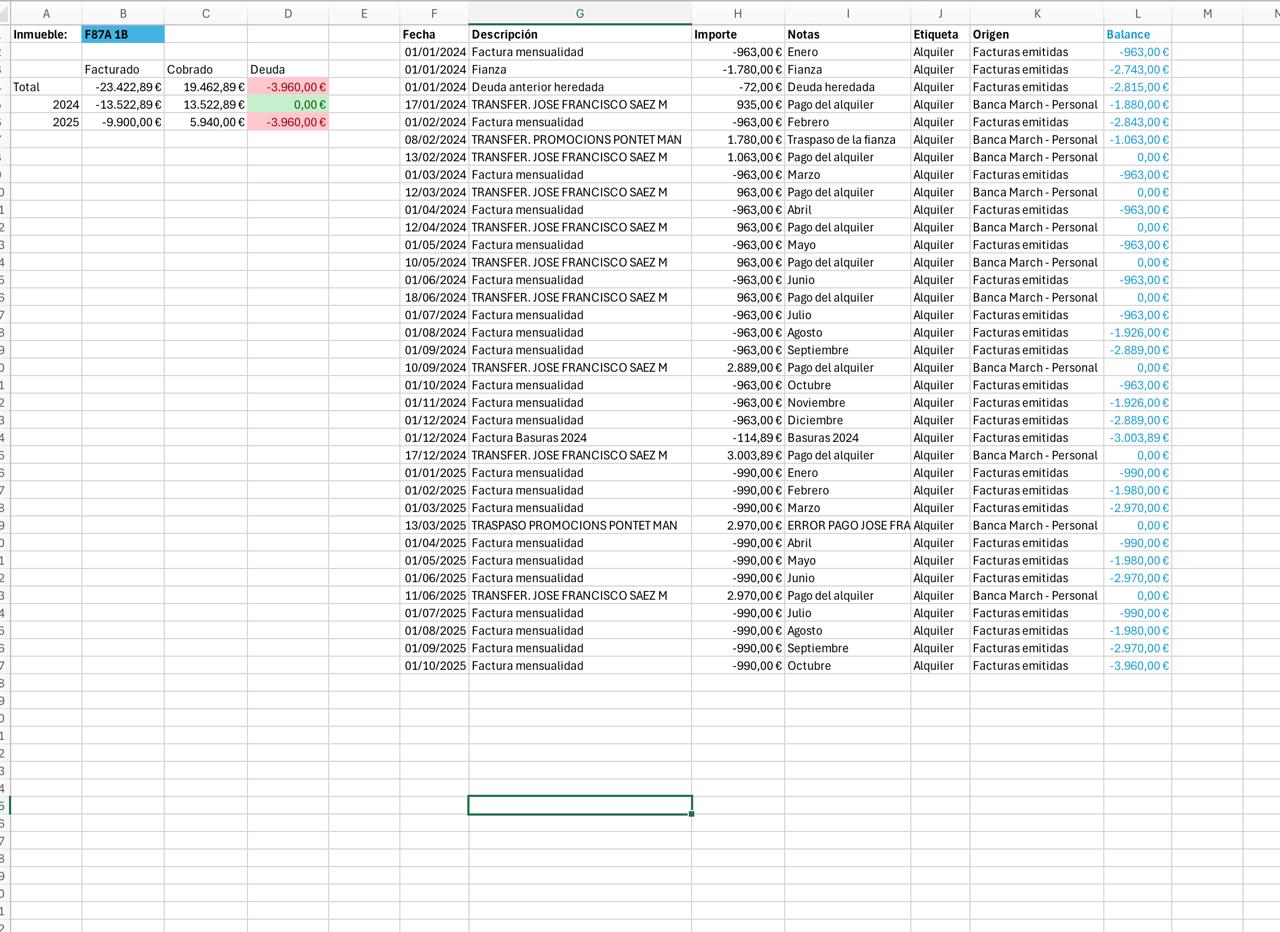 A B C D E F G H I J K L M N
Inmueble: F87A 1B Fecha Descripción Importe Notas Etiqueta Origen Balance
2 01/01/2024 Factura mensualidad -963,00 € Enero Alquiler Facturas emitidas -963,00 €
3 Facturado Cobrado Deuda 01/01/2024 Fianza -1.780,00 € Fianza Alquiler Facturas emitidas -2.743,00 €
Total -23.422,89 € 19.462,89 € -3.960,00 € 01/01/2024 Deuda anterior heredada -72,00 € Deuda heredada Alquiler Facturas emitidas -2.815,00 €
2024 -13.522,89 € 13.522,89 € 0,00 € 17/01/2024 TRANSFER. JOSE FRANCISCO SAEZ M 935,00 € Pago del alquiler Alquiler Banca March - Personal -1.880,00 €
2025 -9.900,00 € 5.940,00 € -3.960,00 € 01/02/2024 Factura mensualidad -963,00 € Febrero Alquiler Facturas emitidas -2.843,00 €
08/02/2024 TRANSFER. PROMOCIONS PONTET MAN 1.780,00 € Traspaso de la fianza Alquiler Banca March - Personal -1.063,00 €
13/02/2024 TRANSFER. JOSE FRANCISCO SAEZ M 1.063,00 € Pago del alquiler Alquiler Banca March - Personal 0,00 €
01/03/2024 Factura mensualidad -963,00 € Marzo Alquiler Facturas emitidas -963,00 €
12/03/2024 TRANSFER. JOSE FRANCISCO SAEZ M 963,00 € Pago del alquiler Alquiler Banca March - Personal 0,00 €
01/04/2024 Factura mensualidad -963,00 € Abril Alquiler Facturas emitidas -963,00 €
12/04/2024 TRANSFER. JOSE FRANCISCO SAEZ M 963,00 € Pago del alquiler Alquiler Banca March - Personal 0,00 €
01/05/2024 Factura mensualidad -963,00 € Mayo Alquiler Facturas emitidas -963,00 €
10/05/2024 TRANSFER. JOSE FRANCISCO SAEZ M 963,00 € Pago del alquiler Alquiler Banca March - Personal 0,00 €
01/06/2024 Factura mensualidad -963,00 € Junio Alquiler Facturas emitidas -963,00 €
18/06/2024 TRANSFER. JOSE FRANCISCO SAEZ M 963,00 € Pago del alquiler Alquiler Banca March - Personal 0,00 €
01/07/2024 Factura mensualidad -963,00 € Julio Alquiler Facturas emitidas -963,00 €
01/08/2024 Factura mensualidad -963,00 € Agosto Alquiler Facturas emitidas -1.926,00 €
01/09/2024 Factura mensualidad -963,00 € Septiembre Alquiler Facturas emitidas -2.889,00 €
10/09/2024 TRANSFER. JOSE FRANCISCO SAEZ M 2.889,00 € Pago del alquiler Alquiler Banca March - Personal 0,00 €
01/10/2024 Factura mensualidad -963,00 € Octubre Alquiler Facturas emitidas -963,00 €
01/11/2024 Factura mensualidad -963,00 € Noviembre Alquiler Facturas emitidas -1.926,00 €
01/12/2024 Factura mensualidad -963,00 € Diciembre Alquiler Facturas emitidas -2.889,00 €
01/12/2024 Factura Basuras 2024 -114,89 € Basuras 2024 Alquiler Facturas emitidas -3.003,89 €
17/12/2024 TRANSFER. JOSE FRANCISCO SAEZ M 3.003,89 € Pago del alquiler Alquiler Banca March - Personal 0,00 €
01/01/2025 Factura mensualidad -990,00 € Enero Alquiler Facturas emitidas -990,00 €
01/02/2025 Factura mensualidad -990,00 € Febrero Alquiler Facturas emitidas -1.980,00 €
01/03/2025 Factura mensualidad -990,00 € Marzo Alquiler Facturas emitidas -2.970,00 €
13/03/2025 TRASPASO PROMOCIONS PONTET MAN 2.970,00 € ERROR PAGO JOSE FRA Alquiler Banca March - Personal 0,00 €
01/04/2025 Factura mensualidad -990,00 € Abril Alquiler Facturas emitidas -990,00 €
01/05/2025 Factura mensualidad -990,00 € Mayo Alquiler Facturas emitidas -1.980,00 €
01/06/2025 Factura mensualidad -990,00 € Junio Alquiler Facturas emitidas -2.970,00 €
11/06/2025 TRANSFER. JOSE FRANCISCO SAEZ M 2.970,00 € Pago del alquiler Alquiler Banca March - Personal 0,00 €
01/07/2025 Factura mensualidad -990,00 € Julio Alquiler Facturas emitidas -990,00 €
01/08/2025 Factura mensualidad -990,00 € Agosto Alquiler Facturas emitidas -1.980,00 €
01/09/2025 Factura mensualidad -990,00 € Septiembre Alquiler Facturas emitidas -2.970,00 €
01/10/2025 Factura mensualidad -990,00 € Octubre Alquiler Facturas emitidas -3.960,00 €